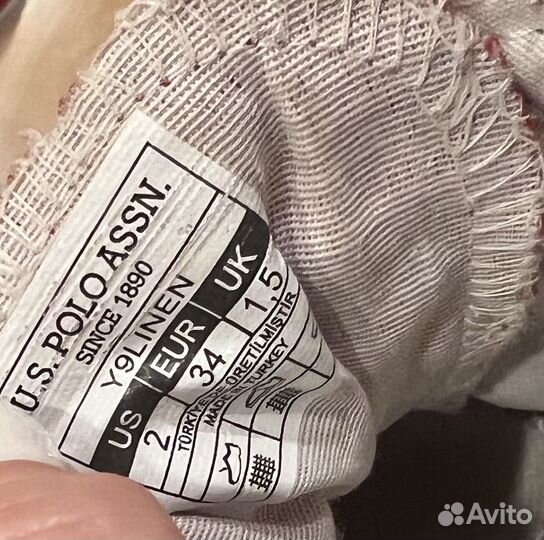 U.S. POLO ASSN.
SINCE 1890
Y9LINEN
US EUR UK
2 34 1,5
TÜRKİYE'DE ÜRETİLMİŞTİR
MADE IN TURKEY
Avito